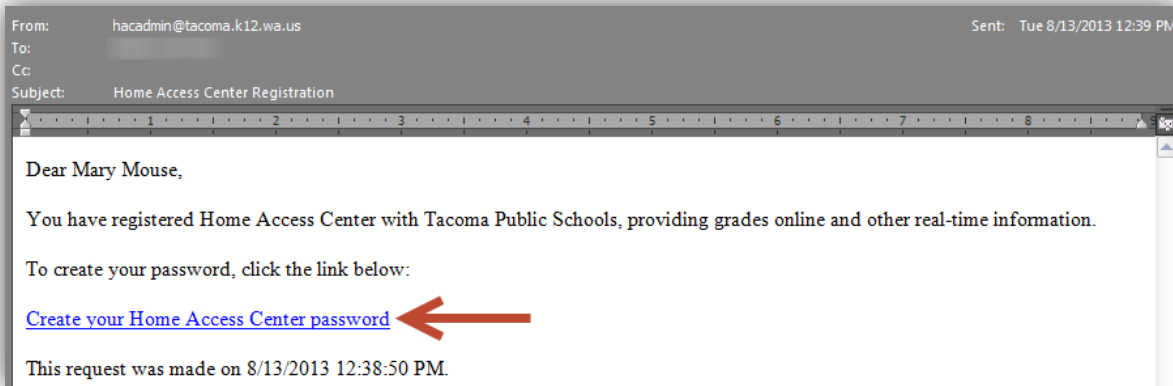 From: hacadmin@tacoma.k12.wa.us Sent: Tue 8/13/2013 12:39 PM
To:
Cc:
Subject: Home Access Center Registration
1 2 3 4 5 6 7 8 9
Dear Mary Mouse,
You have registered Home Access Center with Tacoma Public Schools, providing grades online and other real-time information.
To create your password, click the link below:
Create your Home Access Center password
This request was made on 8/13/2013 12:38:50 PM.